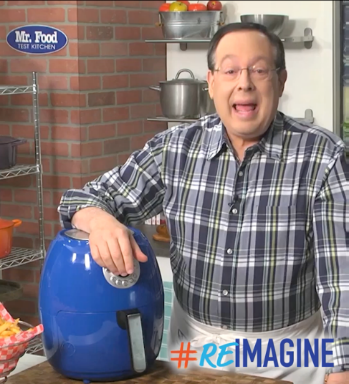 Mr. Food
TEST KITCHEN
#REIMAGINE